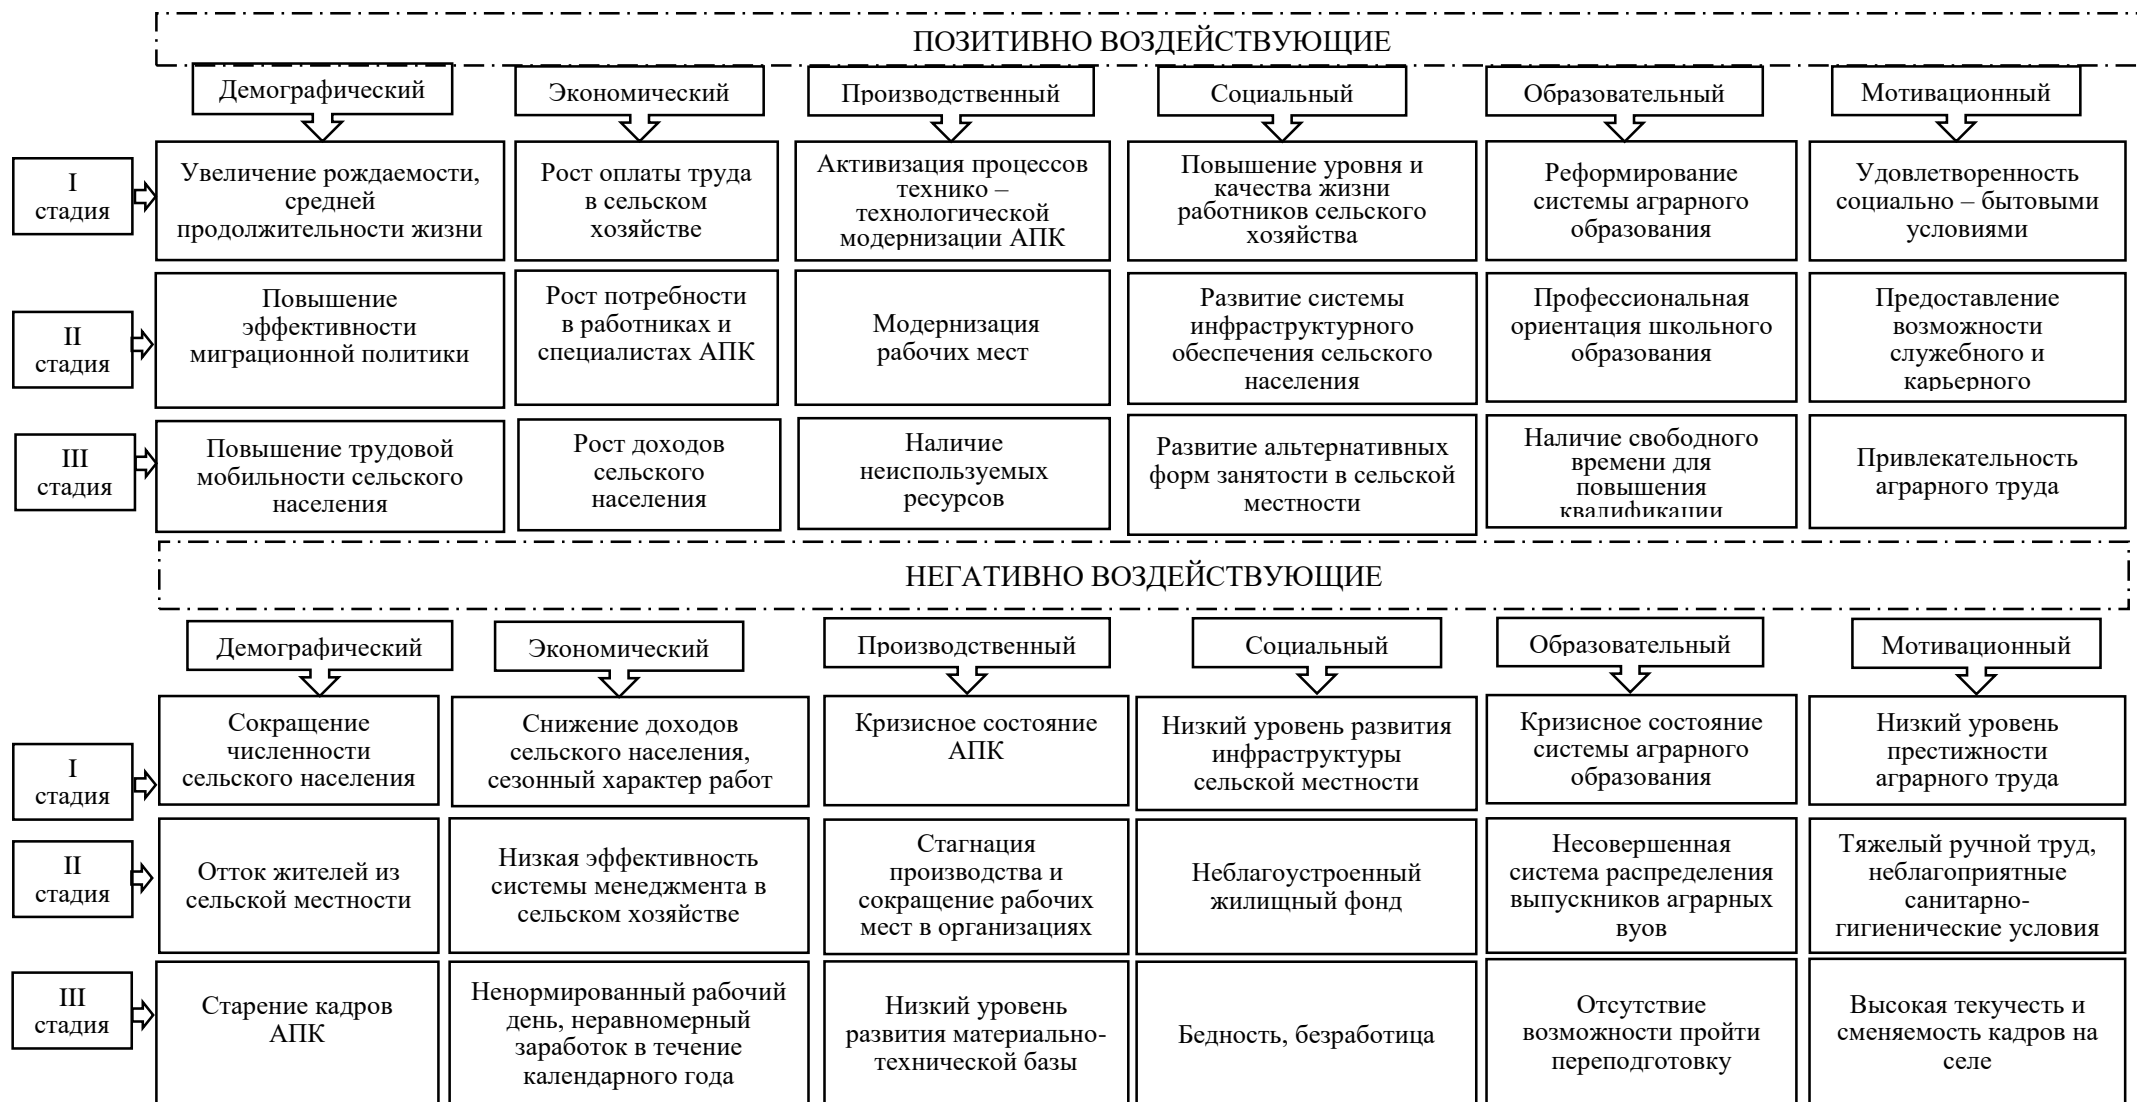 ПОЗИТИВНО ВОЗДЕЙСТВУЮЩИЕ
Демографический
Экономический
Производственный
Социальный
Образовательный
Мотивационный
I
стадия
Увеличение рождаемости,
средней
продолжительности жизни
Рост оплаты труда
в сельском
хозяйстве
Активизация процессов
технико –
технологической
модернизации АПК
Повышение уровня и
качества жизни
работников сельского
хозяйства
Реформирование
системы аграрного
образования
Удовлетворенность
социально – бытовыми
условиями
II
стадия
Повышение
эффективности
миграционной политики
Рост потребности
в работниках и
специалистах АПК
Модернизация
рабочих мест
Развитие системы
инфраструктурного
обеспечения сельского
населения
Профессиональная
ориентация школьного
образования
Предоставление
возможности
служебного и
карьерного
III
стадия
Повышение трудовой
мобильности сельского
населения
Рост доходов
сельского
населения
Наличие
неиспользуемых
ресурсов
Развитие альтернативных
форм занятости в сельской
местности
Наличие свободного
времени для
повышения
квалификации
Привлекательность
аграрного труда
НЕГАТИВНО ВОЗДЕЙСТВУЮЩИЕ
Демографический
Экономический
Производственный
Социальный
Образовательный
Мотивационный
I
стадия
Сокращение
численности
сельского населения
Снижение доходов
сельского населения,
сезонный характер работ
Кризисное состояние
АПК
Низкий уровень развития
инфраструктуры
сельской местности
Кризисное состояние
системы аграрного
образования
Низкий уровень
престижности
аграрного труда
II
стадия
Отток жителей из
сельской местности
Низкая эффективность
системы менеджмента в
сельском хозяйстве
Стагнация
производства и
сокращение рабочих
мест в организациях
Неблагоустроенный
жилищный фонд
Несовершенная
система распределения
выпускников аграрных
вуов
Тяжелый ручной труд,
неблагоприятные
санитарно-
гигиенические условия
III
стадия
Старение кадров
АПК
Ненормированный рабочий
день, неравномерный
заработок в течение
календарного года
Низкий уровень
развития материально-
технической базы
Бедность, безработица
Отсутствие
возможности пройти
переподготовку
Высокая текучесть и
сменяемость кадров на
селе